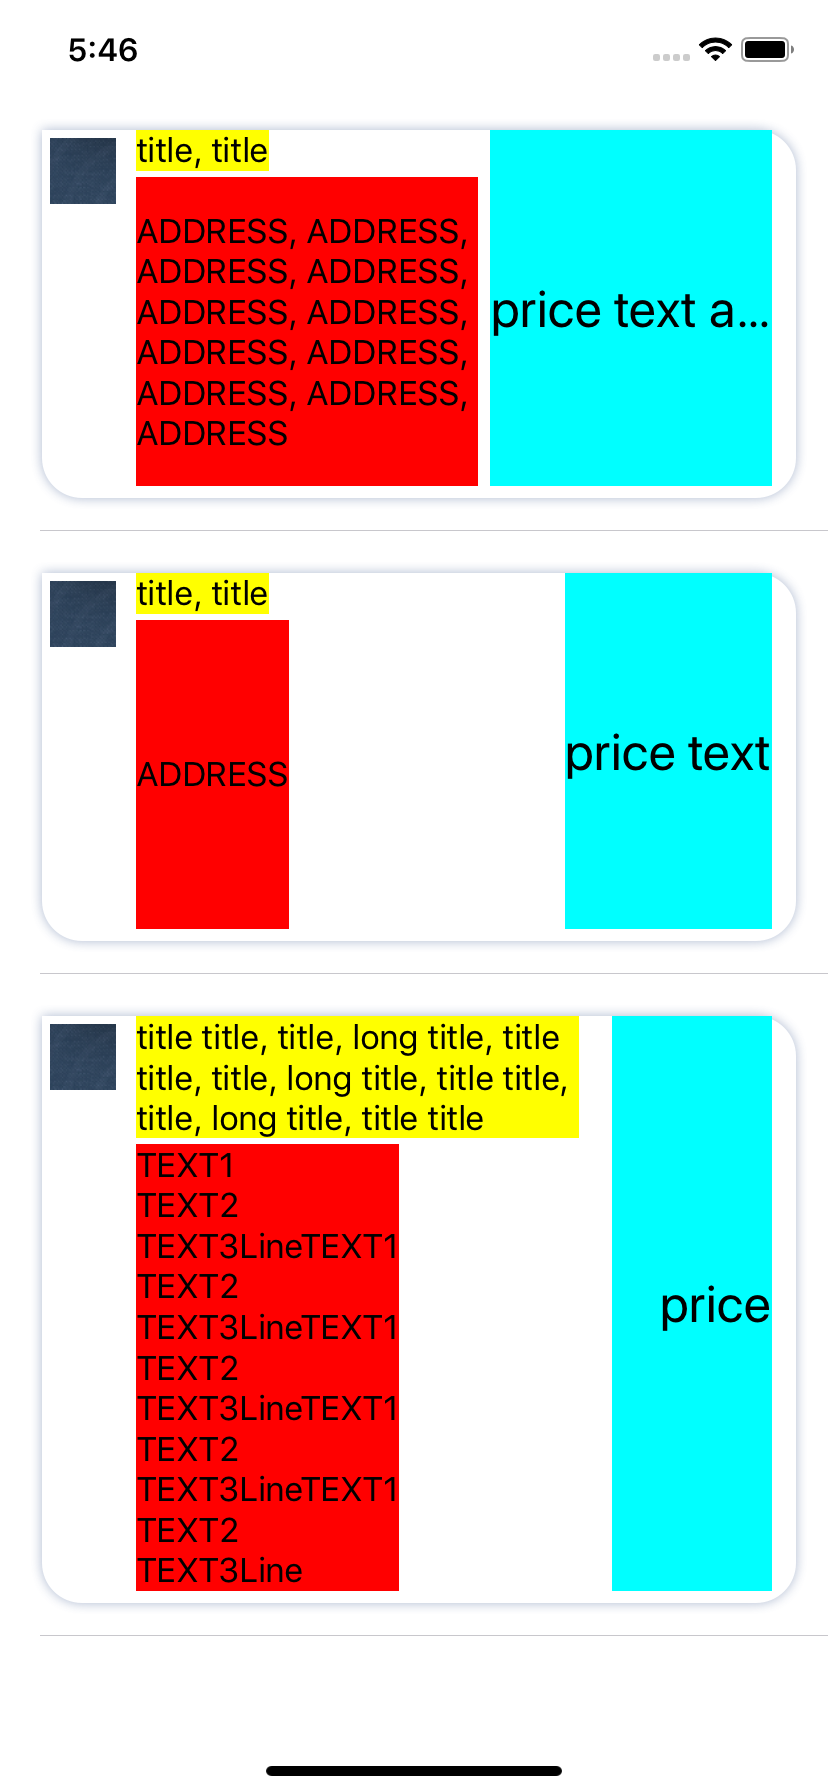 5:46
title, title
ADDRESS, ADDRESS,
ADDRESS, ADDRESS,
ADDRESS, ADDRESS,
ADDRESS, ADDRESS,
ADDRESS, ADDRESS,
ADDRESS
price text a...
title, title
ADDRESS
price text
title title, title, long title, title
title, title, long title, title title,
title, long title, title title
TEXT1
TEXT2
TEXT3LineTEXT1
TEXT2
TEXT3LineTEXT1
TEXT2
TEXT3LineTEXT1
TEXT2
TEXT3LineTEXT1
TEXT2
TEXT3Line
price